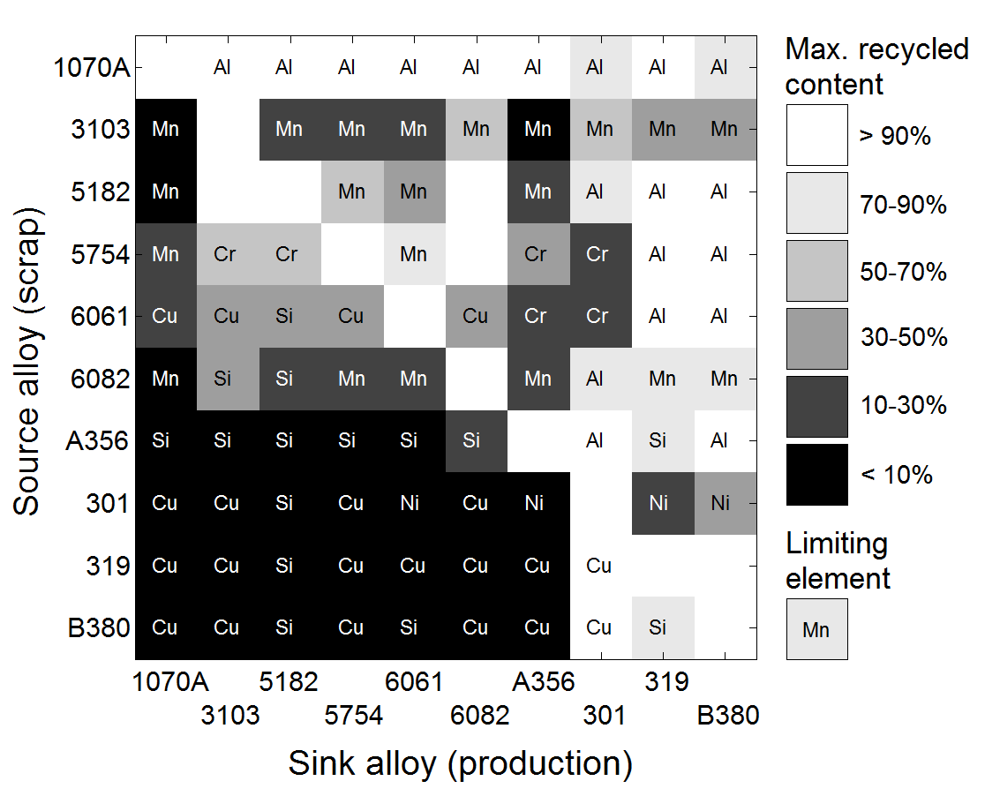 1070A Al Al Al Al Al Al Al Al Al
3103 Mn Mn Mn Mn Mn Mn Mn Mn Mn
5182 Mn Mn Mn Mn Al Al Al
5754 Mn Cr Cr Mn Cr Cr Al Al
6061 Cu Cu Si Cu Cu Cr Cr Al Al
6082 Mn Si Si Mn Mn Mn Al Mn Mn
A356 Si Si Si Si Si Si Al Si Al
301 Cu Cu Si Cu Ni Cu Ni Ni Ni
319 Cu Cu Si Cu Cu Cu Cu Cu
B380 Cu Cu Si Cu Si Cu Cu Cu Si
1070A 5182 6061 A356 319
3103 5754 6082 301 B380
Sink alloy (production)
Source alloy (scrap)
Max. recycled
content
> 90%
70-90%
50-70%
30-50%
10-30%
< 10%
Limiting
element
Mn